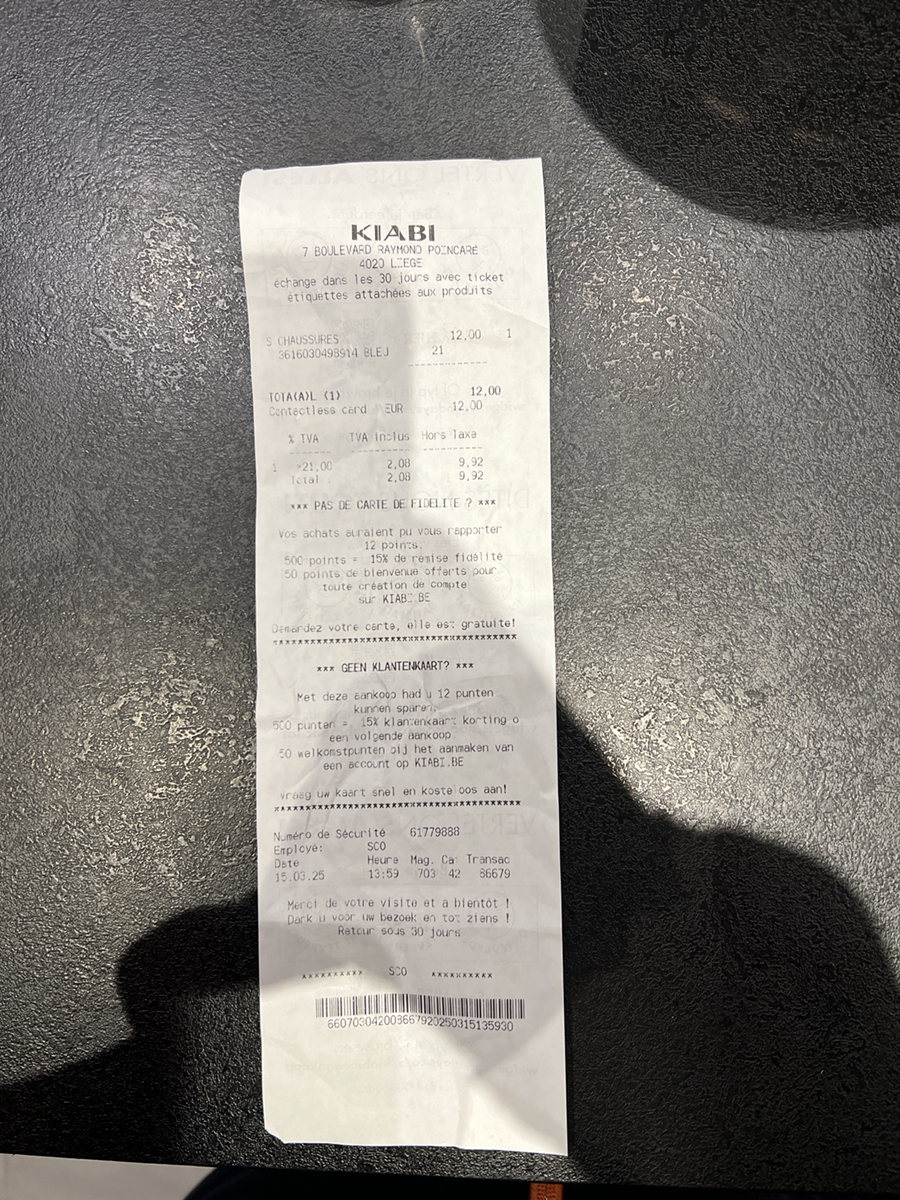 KIABI
7 BOULEVARD RAYMOND POINCARE
4020 LIEGE
échange dans les 30 jours avec ticket
étiquettes attachées aux produits
S CHAUSSURES 12,00 1
3616030498914 BLEU 21
------------
TOTA(A)L (1) 12,00
Contactless card EUR 12,00
% TVA TVA inclus Hors Taxe
------- ---------- ----------
1 >21,00 2,08 9,92
Total 2,08 9,92
*** PAS DE CARTE DE FIDELITE ? ***
Vos achats auraient pu vous rapporter
12 points.
500 points = 15% de remise fidélité
50 points de bienvenue offerts pour
toute création de compte
sur KIABI.BE
Demandez votre carte, elle est gratuite!
****************************************
*** GEEN KLANTENKAART? ***
Met deze aankoop had u 12 punten
kunnen sparen.
500 punten = 15% klantenkaart korting o
een volgende aankoop
50 welkomstpunten bij het aanmaken van
een account op KIABI.BE
vraag uw kaart snel en kosteloos aan!
****************************************
Numéro de Sécurité 61779888
Employé: SCO
Date Heure Mag. Ca Transac
15.03.25 13:59 703 42 86679
Merci de votre visite et à bientôt !
Dank u voor uw bezoek en tot ziens !
Retour sous 30 jours
********** SCO **********
660703042008667920250315135930